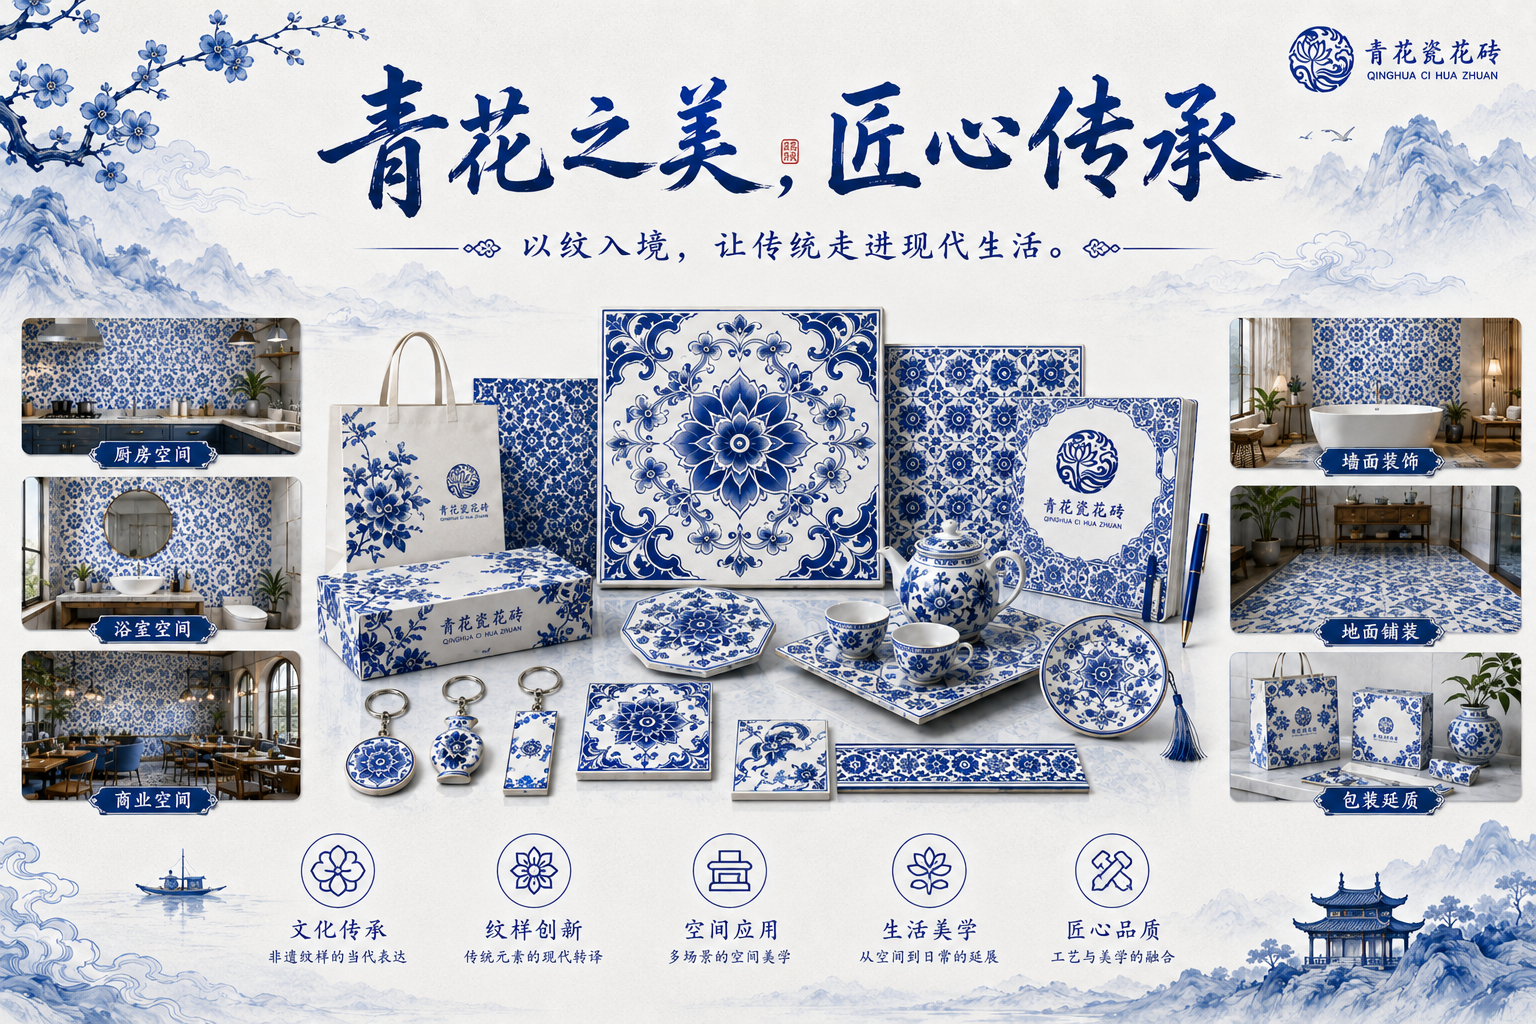 青花瓷花砖
QINGHUA CI HUA ZHUAN
青花之美，匠心传承
以纹入境，让传统走进现代生活。
厨房空间
浴室空间
商业空间
青花瓷花砖
QINGHUA CI HUA ZHUAN
青花瓷花砖
QINGHUA CI HUA ZHUAN
青花瓷花砖
QINGHUA CI HUA ZHUAN
墙面装饰
地面铺装
包装延质
文化传承
非遗纹样的当代表达
纹样创新
传统元素的现代转译
空间应用
多场景的空间美学
生活美学
从空间到日常的延展
匠心品质
工艺与美学的融合